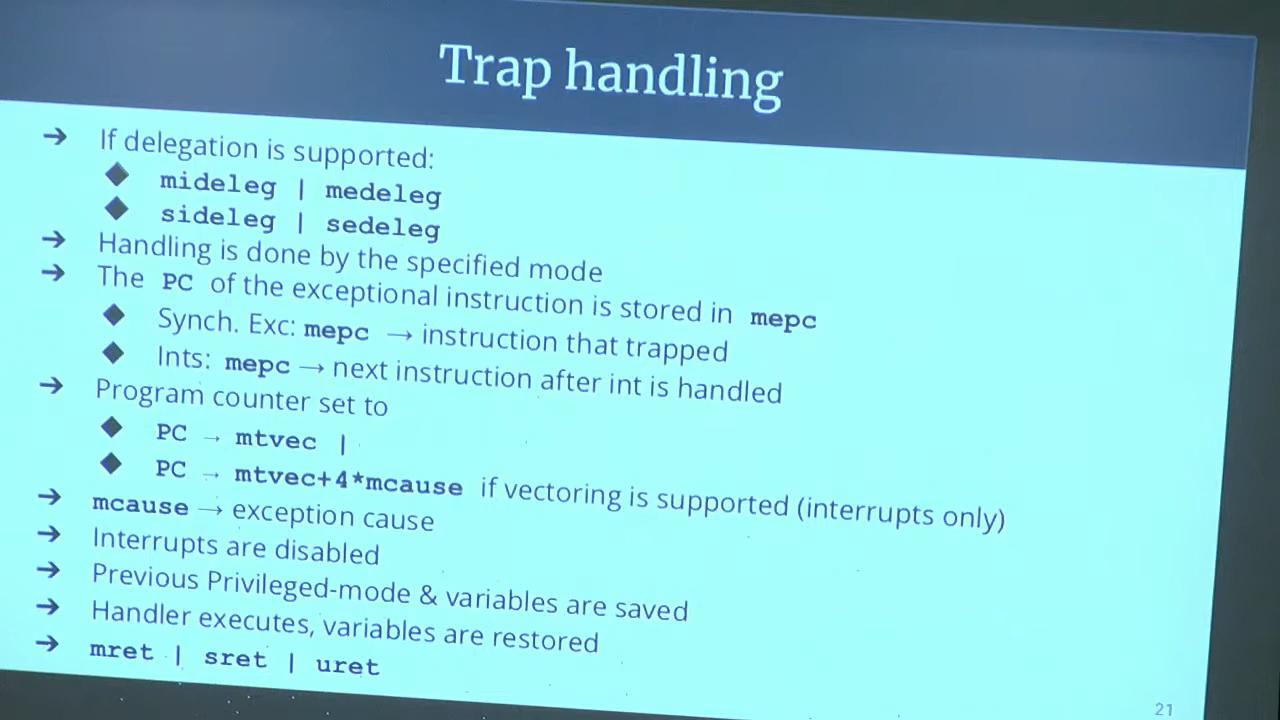 Trap handling
➔ If delegation is supported:
◆ mideleg | medeleg
◆ sideleg | sedeleg
➔ Handling is done by the specified mode
➔ The PC of the exceptional instruction is stored in mepc
◆ Synch. Exc: mepc → instruction that trapped
◆ Ints: mepc → next instruction after int is handled
➔ Program counter set to
◆ PC → mtvec |
◆ PC → mtvec+4*mcause if vectoring is supported (interrupts only)
➔ mcause → exception cause
➔ Interrupts are disabled
➔ Previous Privileged-mode & variables are saved
➔ Handler executes, variables are restored
➔ mret | sret | uret
21